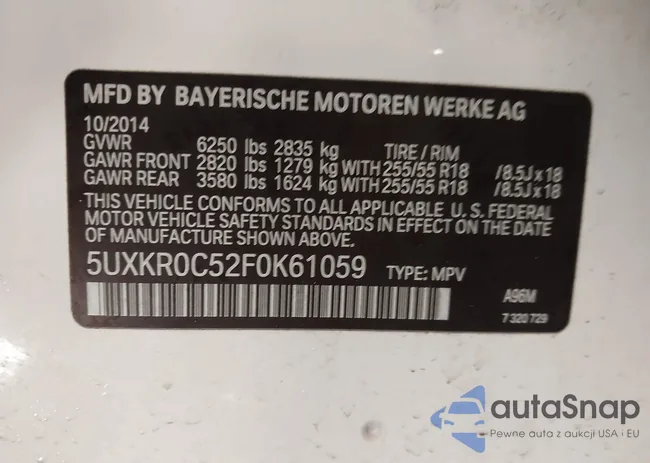 MFD BY BAYERISCHE MOTOREN WERKE AG
10/2014
GVWR 6250 lbs 2835 kg TIRE / RIM
GAWR FRONT 2820 lbs 1279 kg WITH 255/55 R18 /8.5J x 18
GAWR REAR 3580 lbs 1624 kg WITH 255/55 R18 /8.5J x 18
THIS VEHICLE CONFORMS TO ALL APPLICABLE U. S. FEDERAL
MOTOR VEHICLE SAFETY STANDARDS IN EFFECT ON THE DATE
OF MANUFACTURE SHOWN ABOVE.
5UXKR0C52F0K61059 TYPE: MPV
A96M
7 320 729
autoSnap
Pewne auta z aukcji USA i EU